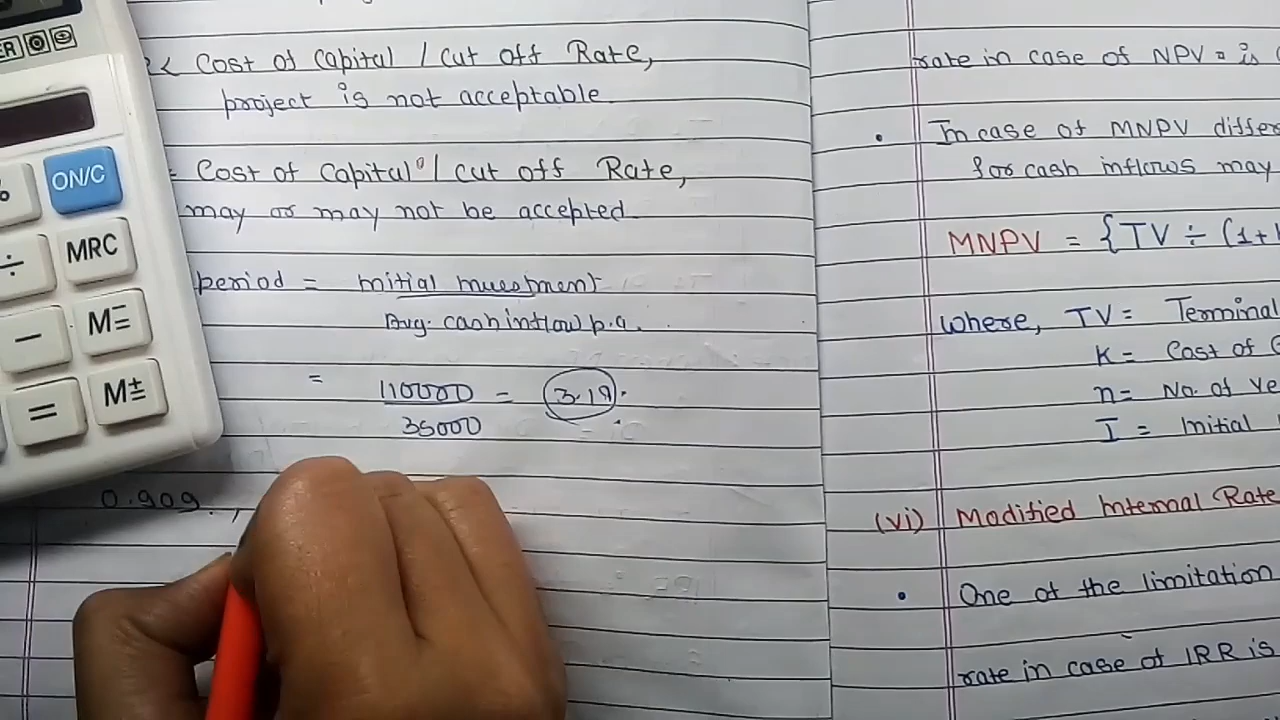 < Cost of Capital / Cut off Rate,
project is not acceptable.
= Cost of Capital / Cut off Rate,
may or may not be accepted
period = Initial Investment
Avg. cash inflow p.a.
= 110000 = 3.19.
35000
0.909.,
ON/C
%
÷
MRC
−
M=
=
M±
rate in case of NPV is
• In case of MNPV differ
for cash inflows may
MNPV = {TV ÷ (1+k
where, TV = Terminal
K = Cost of C
n = No. of Ye
I = Initial
(vi) Modified Internal Rate
• One of the limitation
rate in case of IRR is